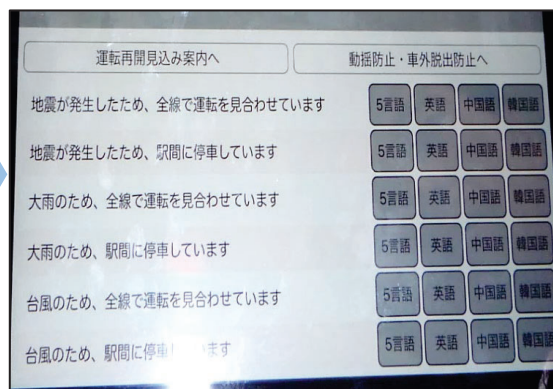 運転再開見込み案内へ 動揺防止・車外脱出防止へ
地震が発生したため、全線で運転を見合わせています 5言語 英語 中国語 韓国語
地震が発生したため、駅間に停車しています 5言語 英語 中国語 韓国語
大雨のため、全線で運転を見合わせています 5言語 英語 中国語 韓国語
大雨のため、駅間に停車しています 5言語 英語 中国語 韓国語
台風のため、全線で運転を見合わせています 5言語 英語 中国語 韓国語
台風のため、駅間に停車 ます 5言語 英語 中国語 韓国語